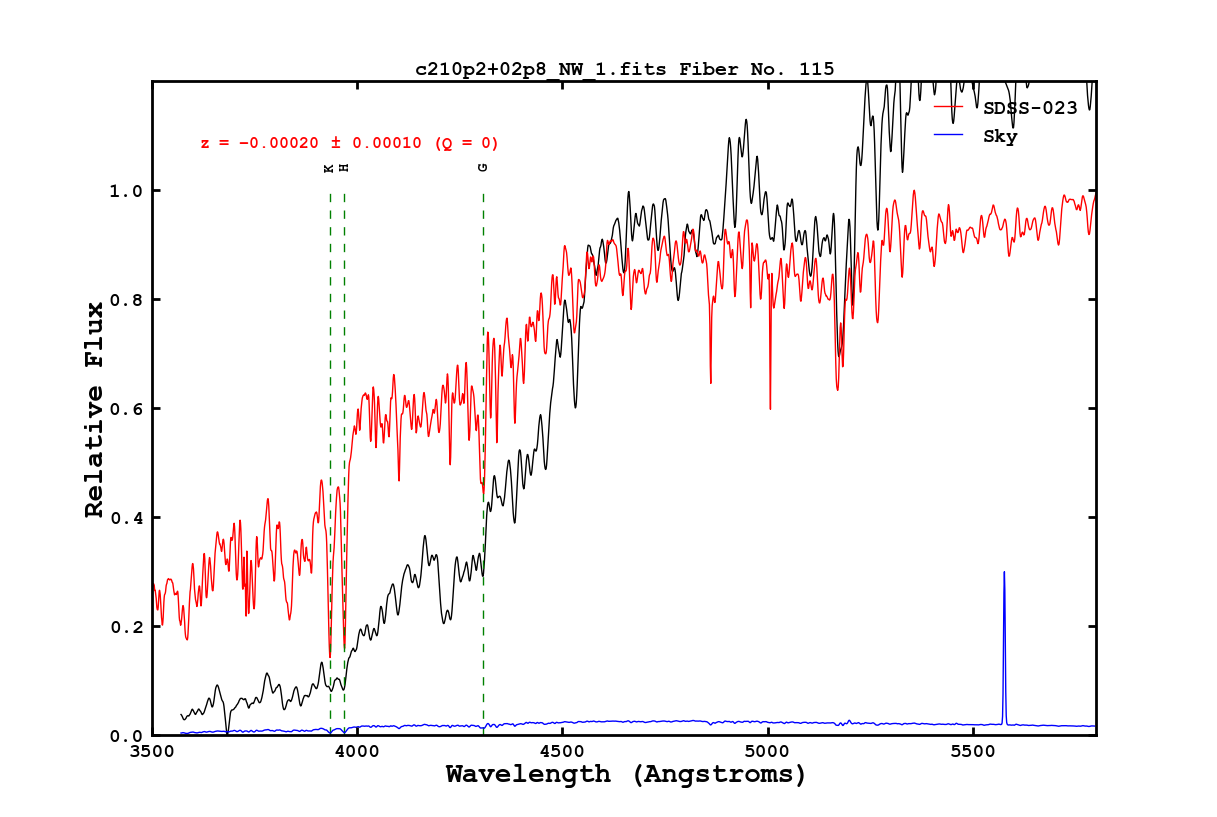 c210p2+02p8_NW_1.fits Fiber No. 115
SDSS-023
Sky
z = -0.00020 ± 0.00010 (Q = 0)
K H G
1.0
0.8
0.6
0.4
0.2
0.0
Relative Flux
3500 4000 4500 5000 5500
Wavelength (Angstroms)